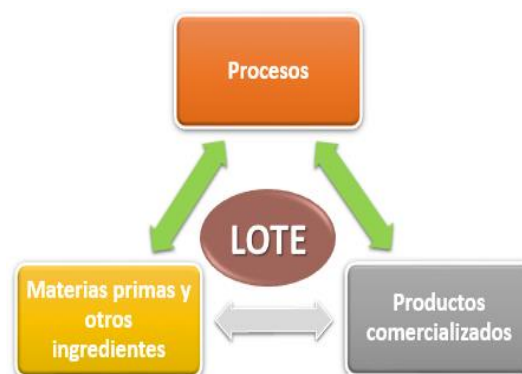 Procesos
LOTE
Materias primas y
otros
ingredientes
Productos
comercializados